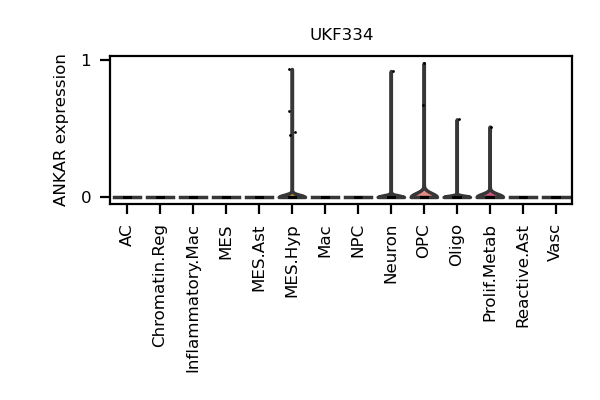 UKF334
ANKAR expression
1
0
AC
Chromatin.Reg
Inflammatory.Mac
MES
MES.Ast
MES.Hyp
Mac
NPC
Neuron
OPC
Oligo
Prolif.Metab
Reactive.Ast
Vasc